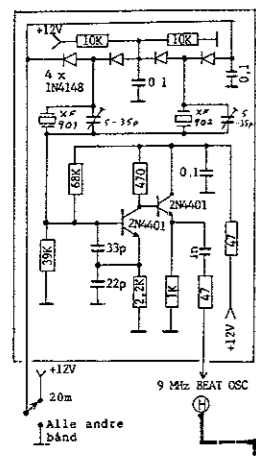 +12V
10K
10K
4 x
1N4148
0 1
0,1
XF
901
5-35p
XF
902
5
-35p
68K
470
0,1
2N4401
2N4401
39K
33p
22p
2.2K
1K
1n
47
47
+12V
+12V
20m
Alle andre
bånd
9 MHz BEAT OSC
H